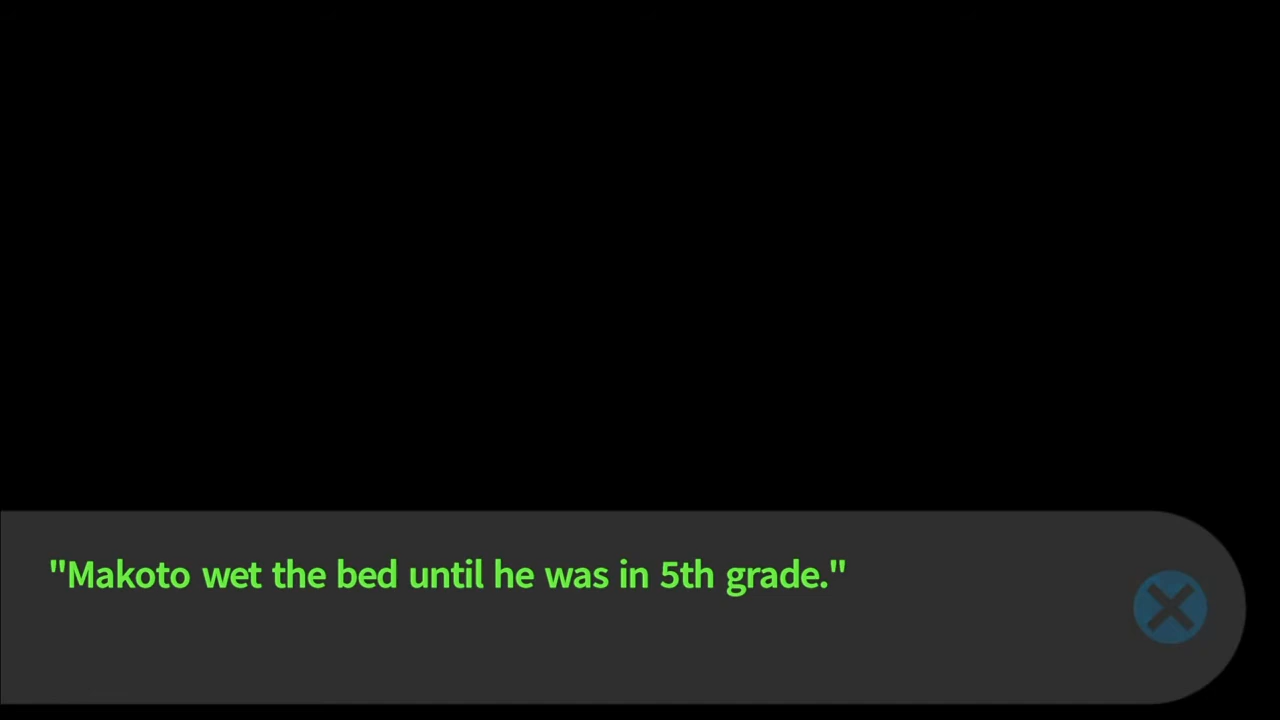 "Makoto wet the bed until he was in 5th grade."